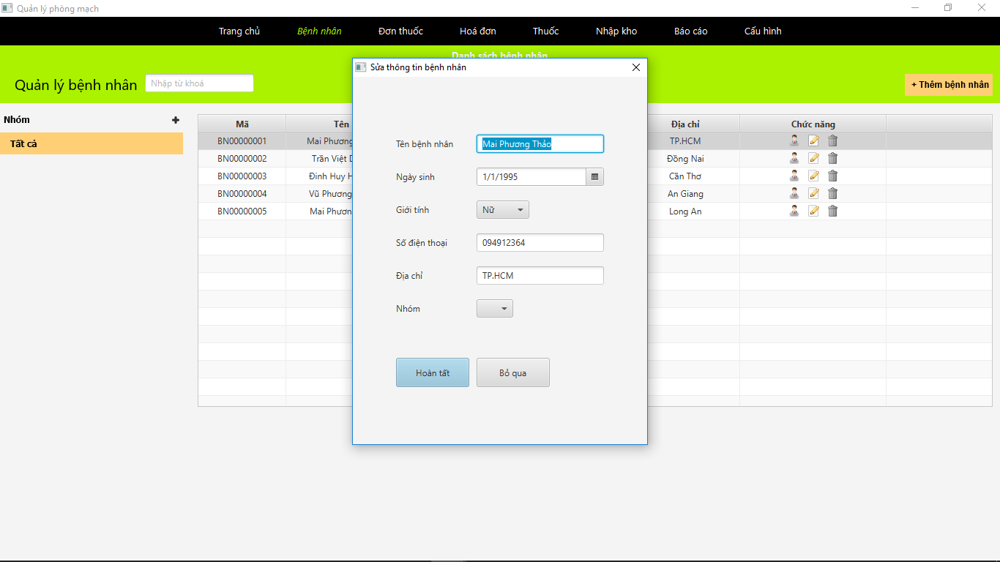 Quản lý phòng mạch
Trang chủ Bệnh nhân Đơn thuốc Hoá đơn Thuốc Nhập kho Báo cáo Cấu hình
Danh sách bệnh nhân
Quản lý bệnh nhân Nhập từ khoá + Thêm bệnh nhân
Nhóm
Tất cả
Mã Tên Địa chỉ Chức năng
BN00000001 Mai Phương TP.HCM
BN00000002 Trần Việt Đồng Nai
BN00000003 Đinh Huy Cần Thơ
BN00000004 Vũ Phương An Giang
BN00000005 Mai Phươn Long An
Sửa thông tin bệnh nhân
Tên bệnh nhân Mai Phương Thảo
Ngày sinh 1/1/1995
Giới tính Nữ
Số điện thoại 094912364
Địa chỉ TP.HCM
Nhóm
Hoàn tất Bỏ qua